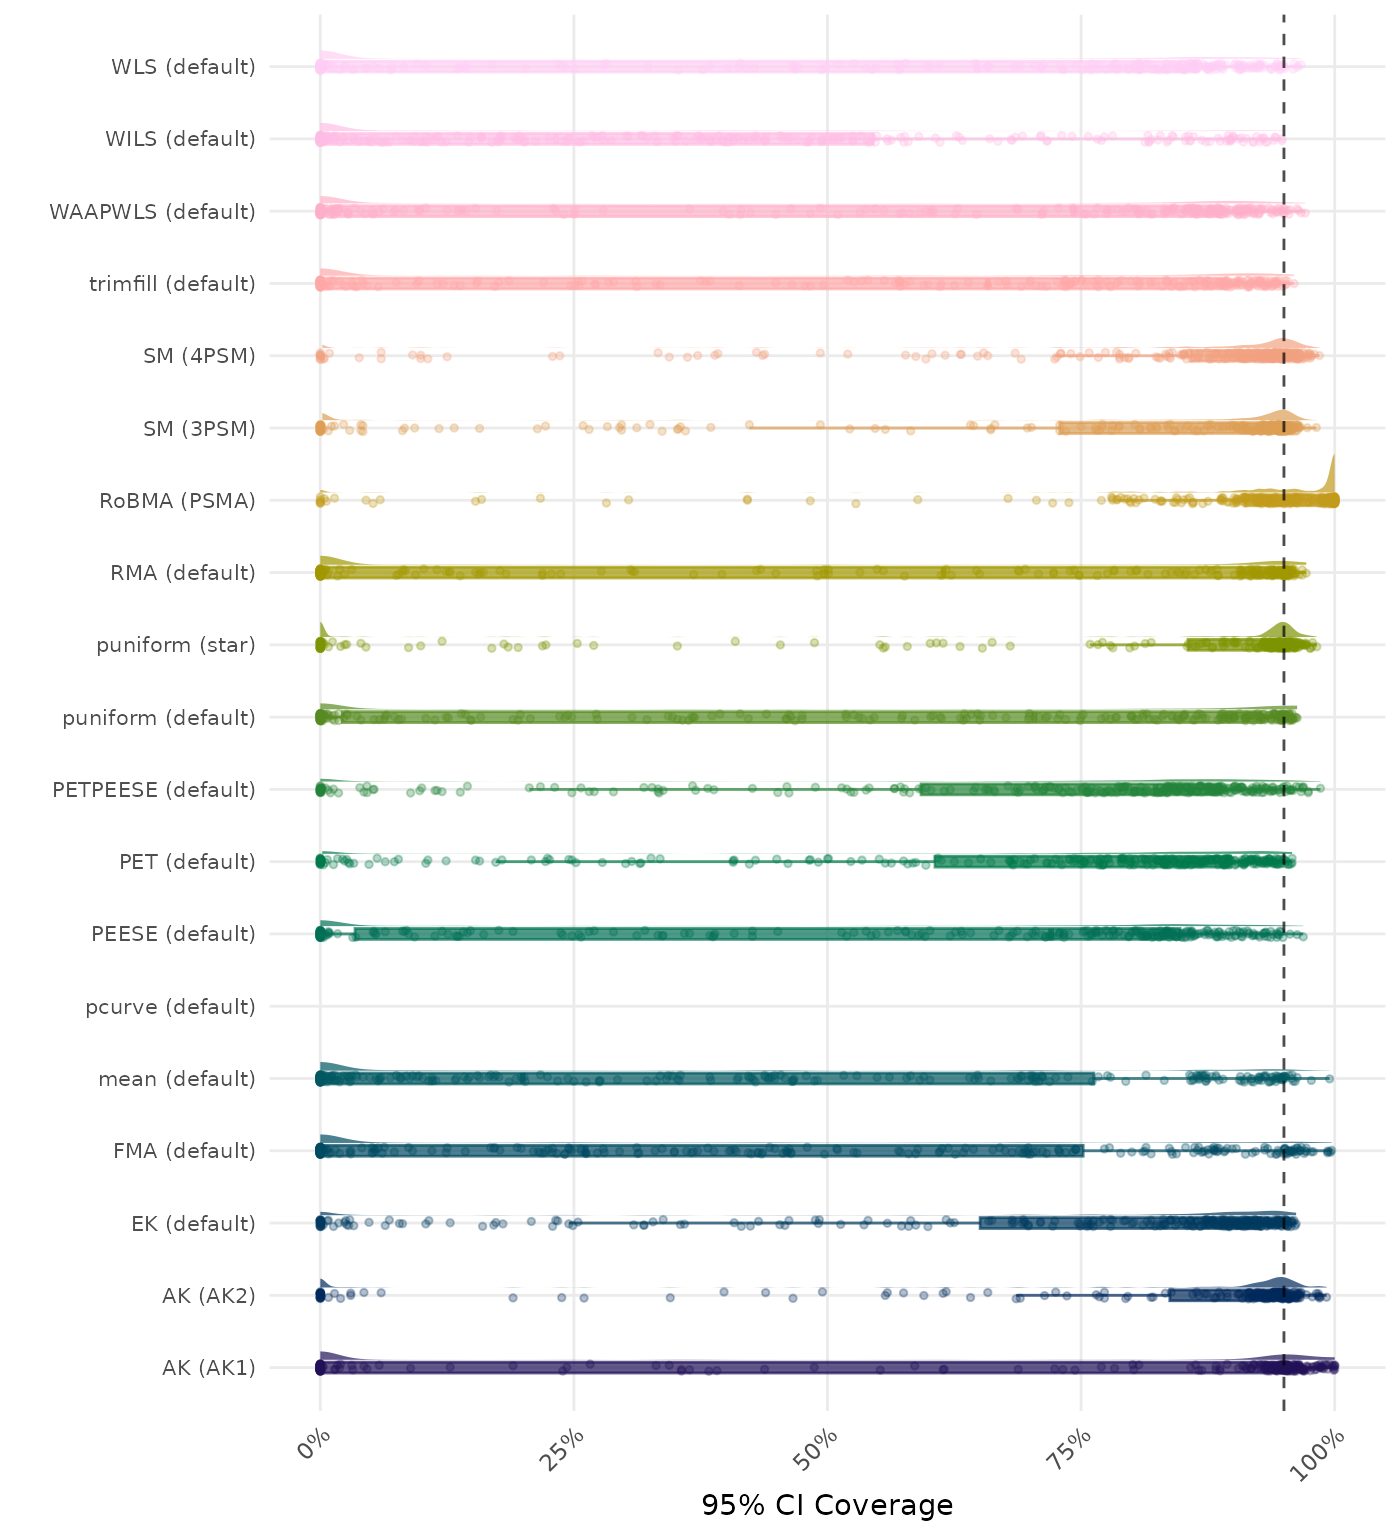 WLS (default)
WILS (default)
WAAPWLS (default)
trimfill (default)
SM (4PSM)
SM (3PSM)
RoBMA (PSMA)
RMA (default)
puniform (star)
puniform (default)
PETPEESE (default)
PET (default)
PEESE (default)
pcurve (default)
mean (default)
FMA (default)
EK (default)
AK (AK2)
AK (AK1)
0%
25%
50%
75%
100%
95% CI Coverage